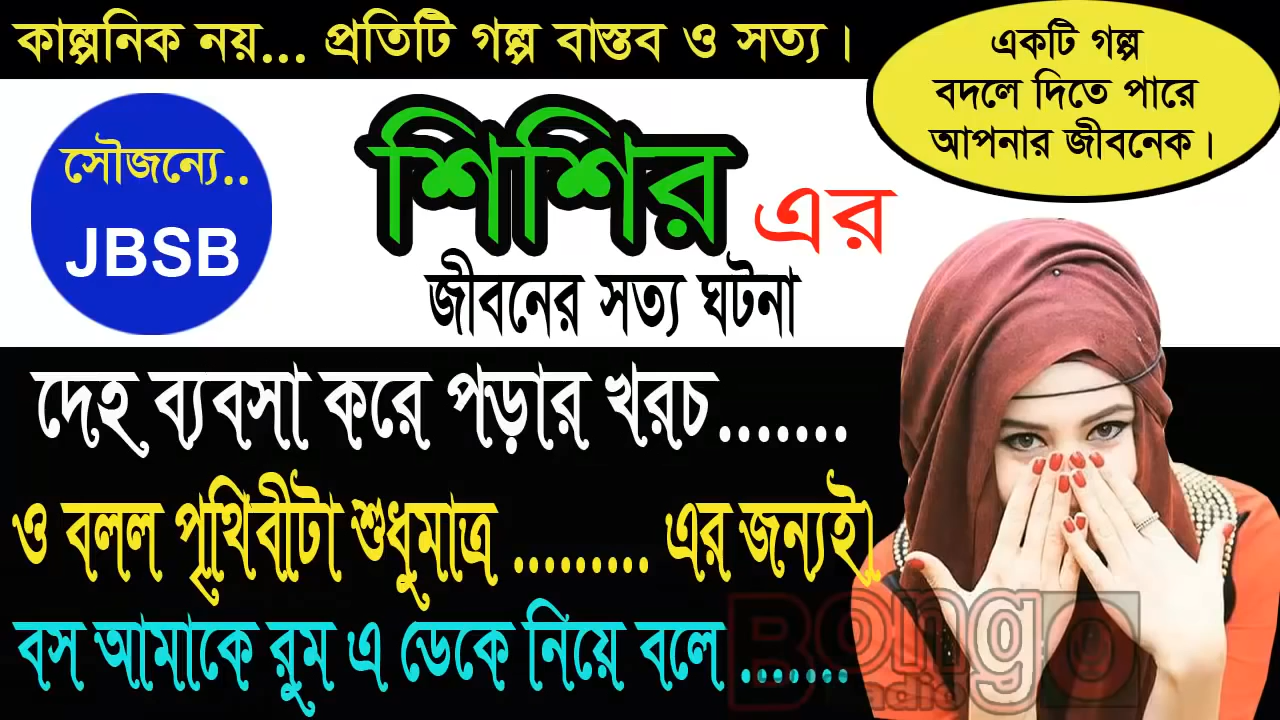 কাল্পনিক নয়... প্রতিটি গল্প বাস্তব ও সত্য।
একটি গল্প
বদলে দিতে পারে
আপনার জীবনেক।
সৌজন্যে..
JBSB
শিশির এর
জীবনের সত্য ঘটনা
দেহ ব্যবসা করে পড়ার খরচ.......
ও বলল পৃথিবীটা শুধুমাত্র ......... এর জন্যই।
বস আমাকে রুম এ ডেকে নিয়ে বলে .......
Bongo
Radio